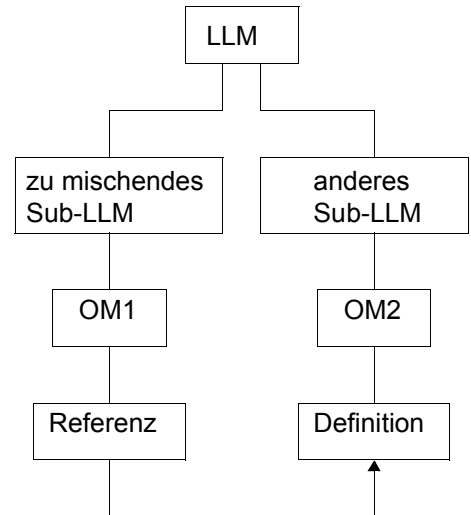 LLM
zu mischendes
Sub-LLM
anderes
Sub-LLM
OM1
OM2
Referenz
Definition